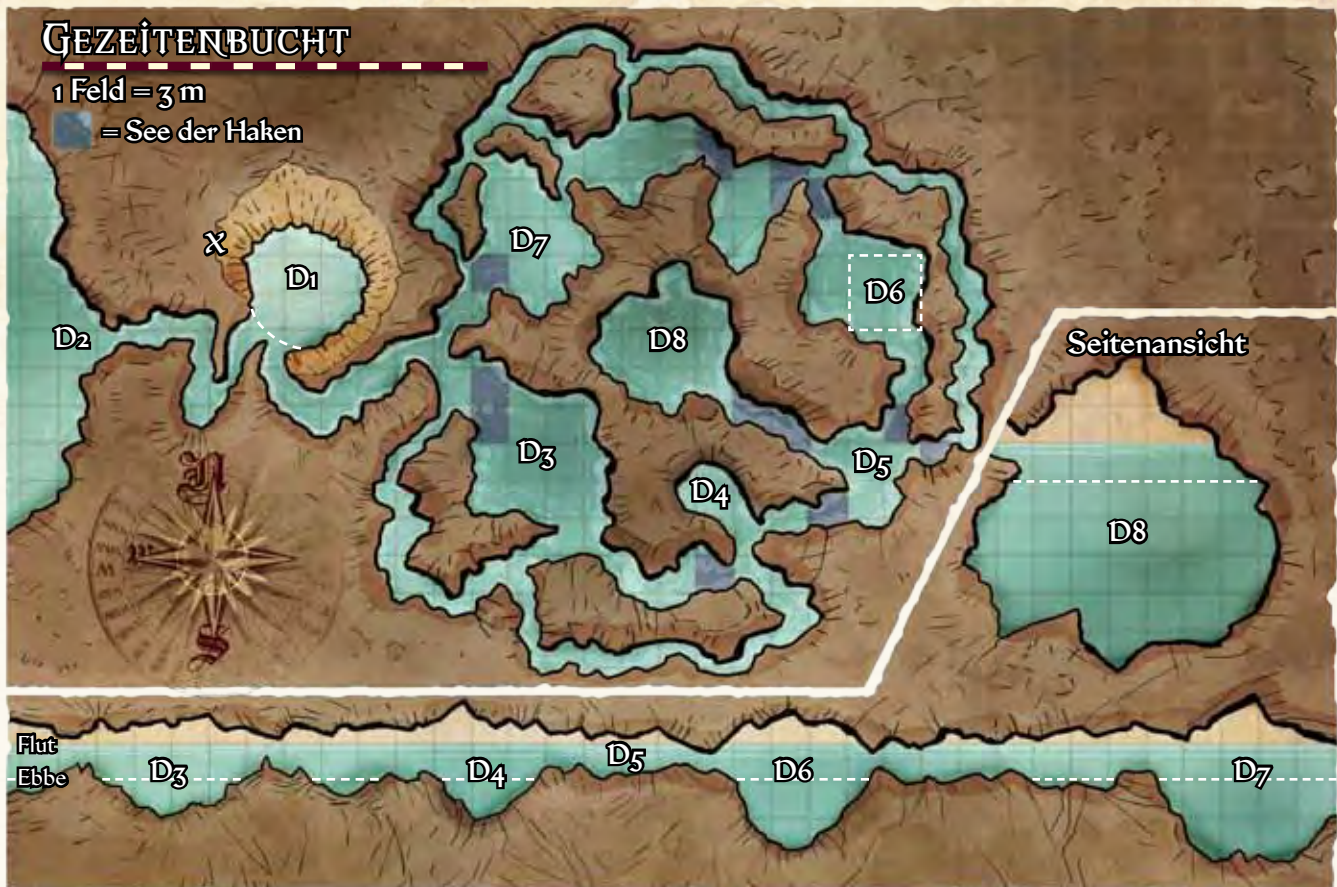 Gezeitenbucht
1 Feld = 3 m
= See der Haken
X
D1
D2
D7
D6
D8
Seitenansicht
D3
D4
D5
N
S
D8
Flut
Ebbe
D3
D4
D5
D6
D7